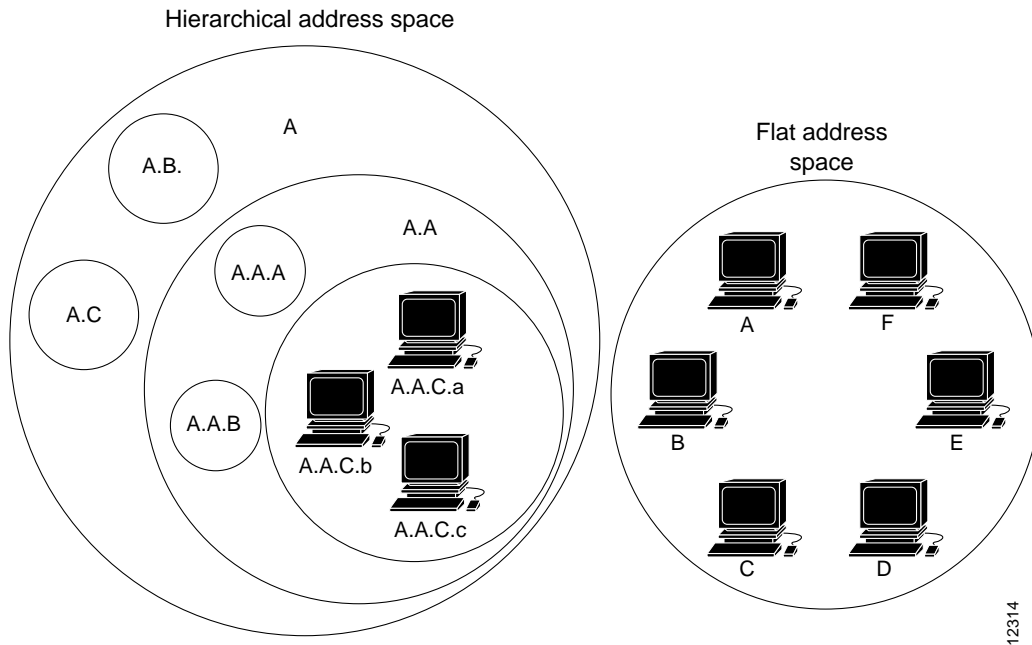 Hierarchical address space
A
A.B.
A.A
A.A.A
A.C
A.A.C.a
A.A.B
A.A.C.b
A.A.C.c
Flat address
space
A
F
B
E
C
D
12314